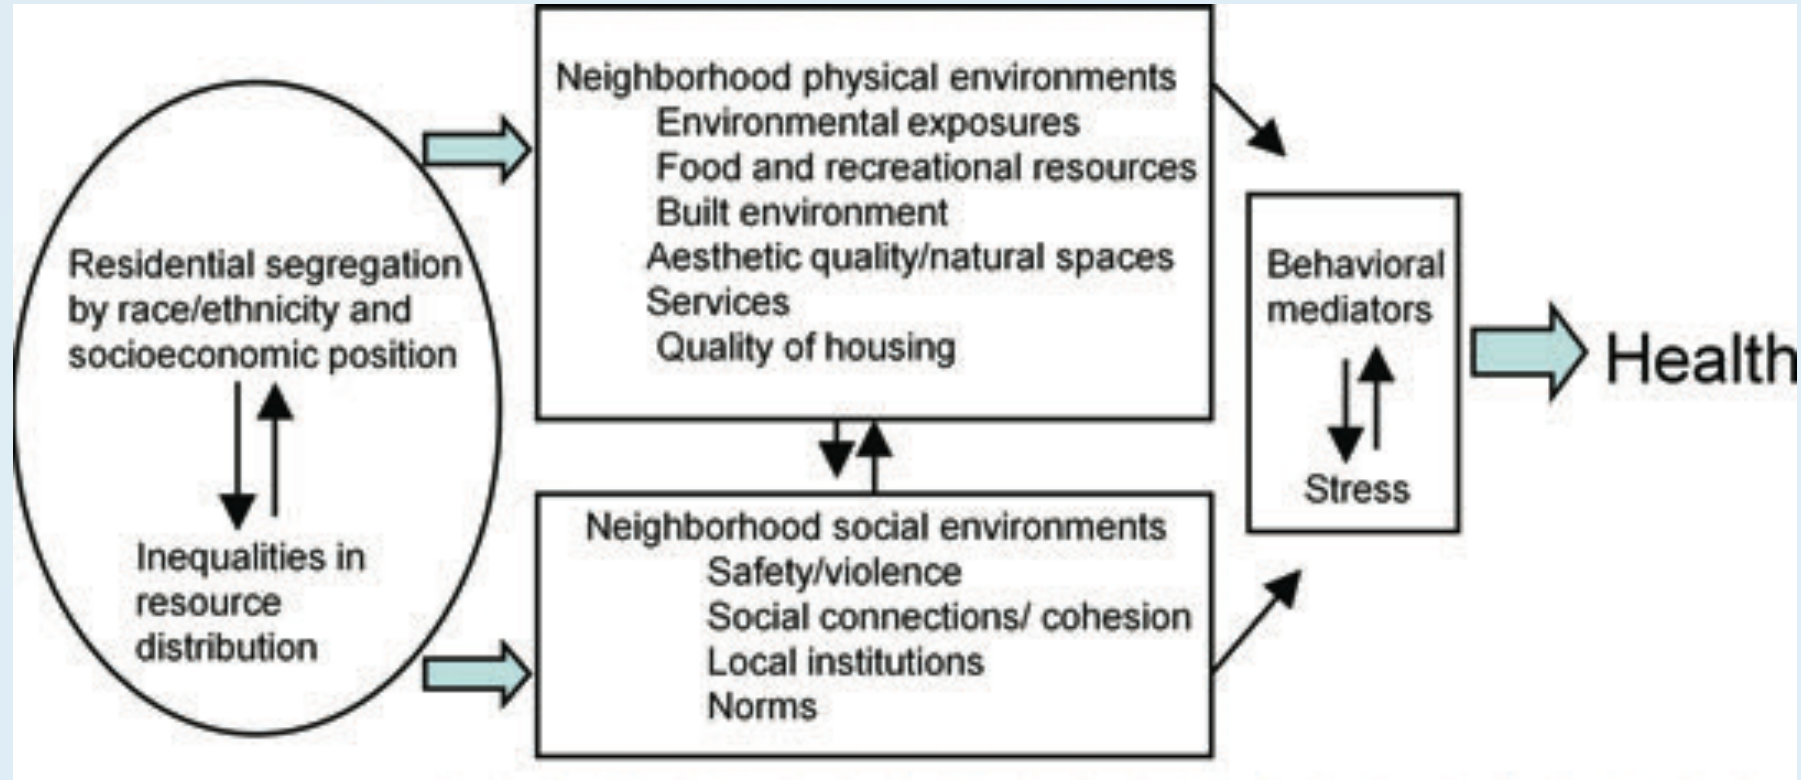 Residential segregation
by race/ethnicity and
socioeconomic position
Inequalities in
resource
distribution
Neighborhood physical environments
Environmental exposures
Food and recreational resources
Built environment
Aesthetic quality/natural spaces
Services
Quality of housing
Neighborhood social environments
Safety/violence
Social connections/ cohesion
Local institutions
Norms
Behavioral
mediators
Stress
Health